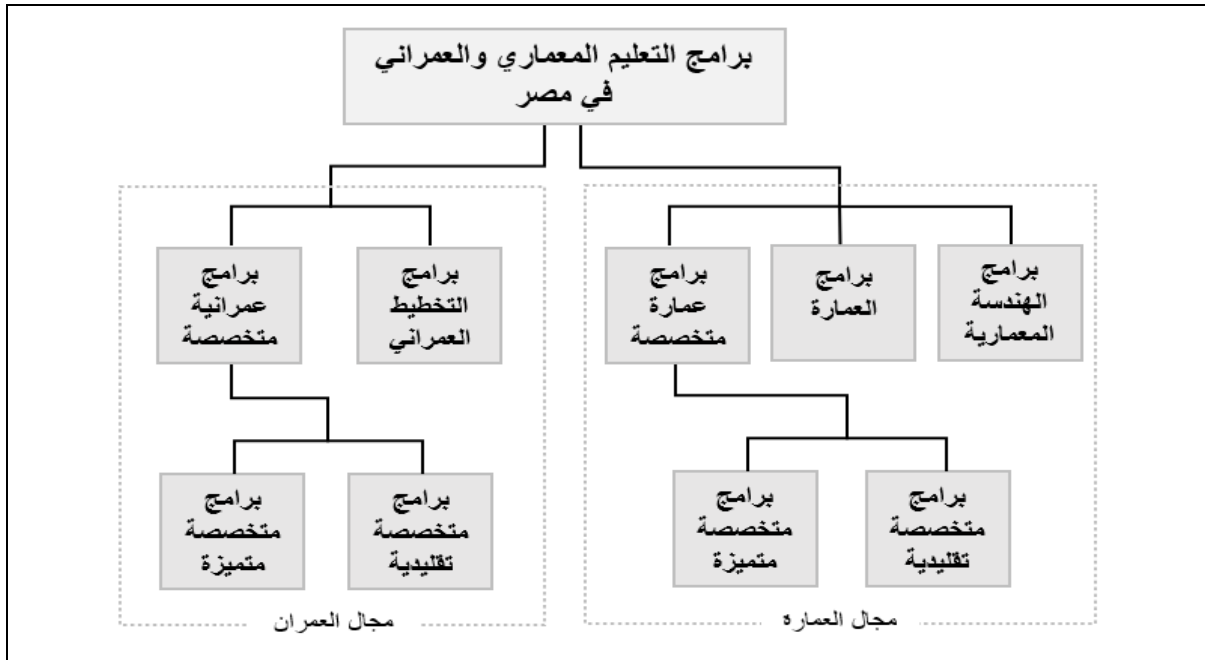 برامج التعليم المعماري والعمراني
في مصر
برامج
الهندسة
المعمارية
برامج
العمارة
برامج
عمارة
متخصصة
برامج
التخطيط
العمراني
برامج
عمرانية
متخصصة
برامج
متخصصة
تقليدية
برامج
متخصصة
متميزة
برامج
متخصصة
تقليدية
برامج
متخصصة
متميزة
مجال العمارة
مجال العمران